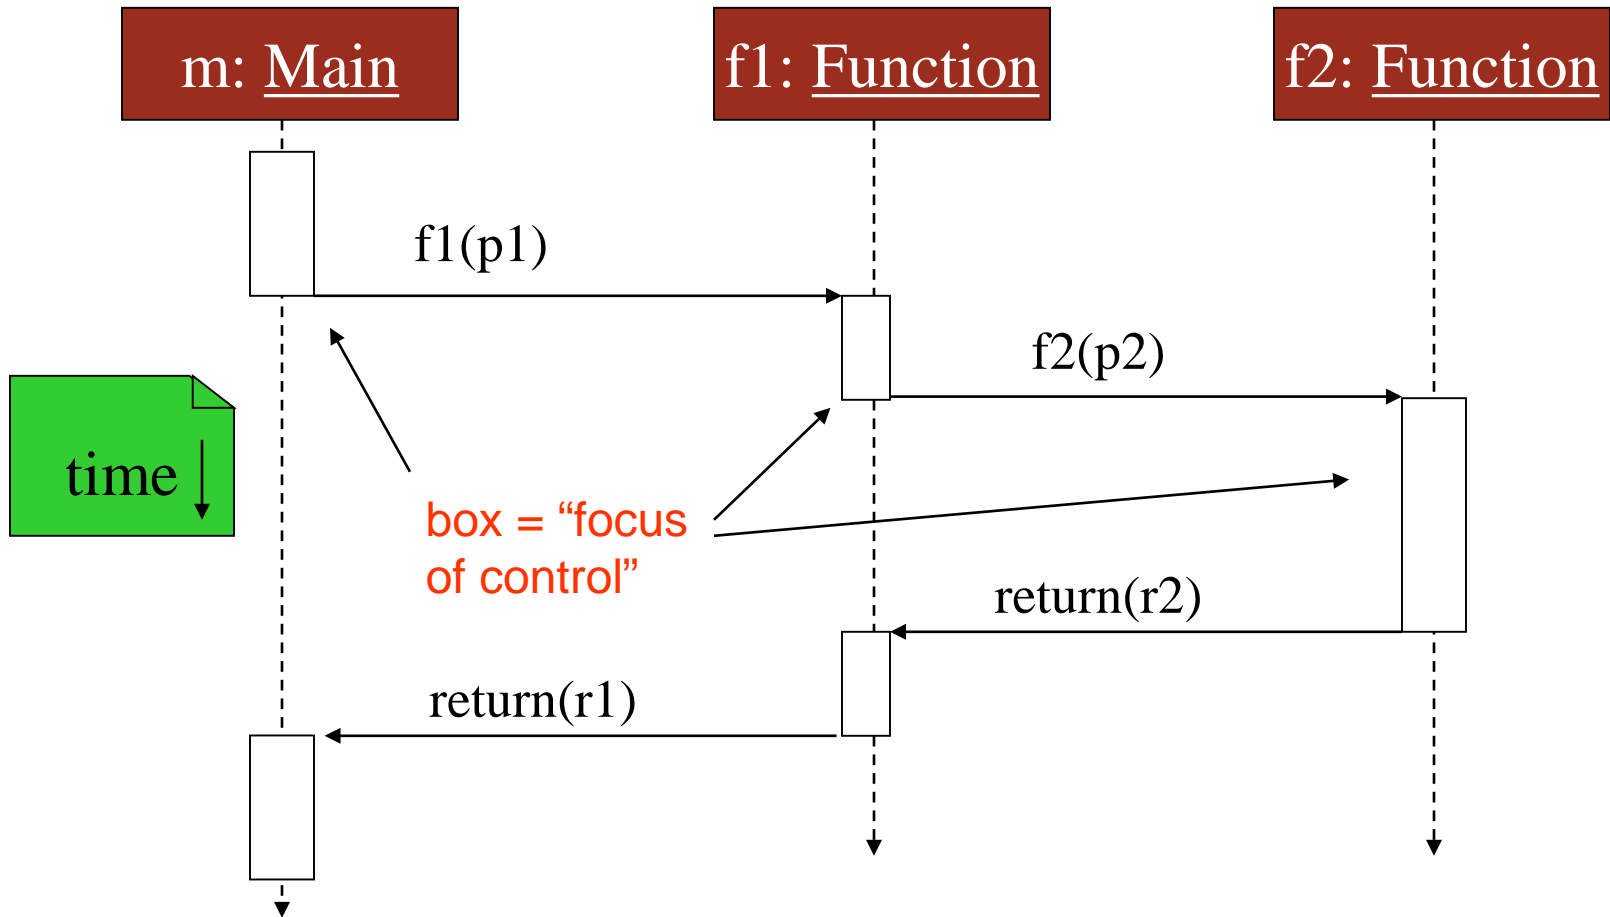 m: Main
f1: Function
f2: Function
f1(p1)
f2(p2)
time
box = “focus
of control”
return(r2)
return(r1)